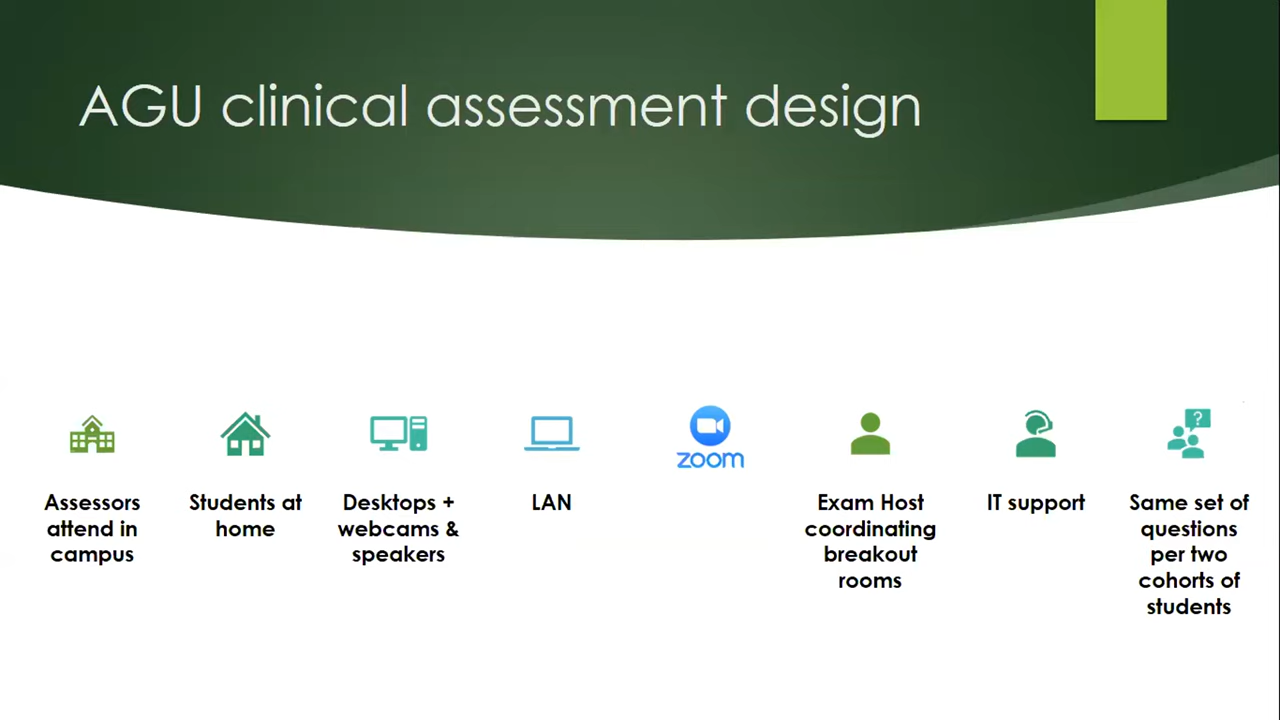 AGU clinical assessment design
Assessors
attend in
campus
Students at
home
Desktops +
webcams &
speakers
LAN
zoom
Exam Host
coordinating
breakout
rooms
IT support
?
Same set of
questions
per two
cohorts of
students